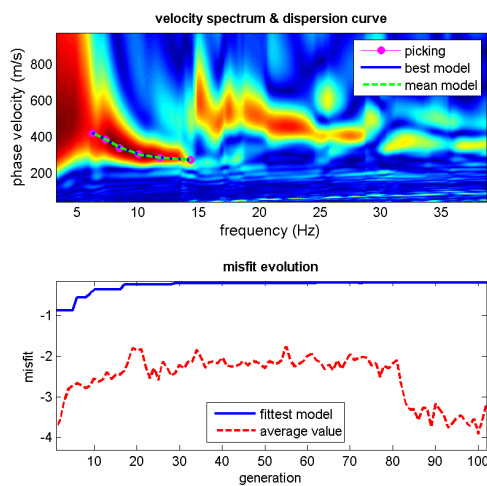 velocity spectrum & dispersion curve
phase velocity (m/s)
800
600
400
200
picking
best model
mean model
5 10 15 20 25 30 35
frequency (Hz)
misfit evolution
misfit
-1
-2
-3
-4
fittest model
average value
10 20 30 40 50 60 70 80 90 100
generation